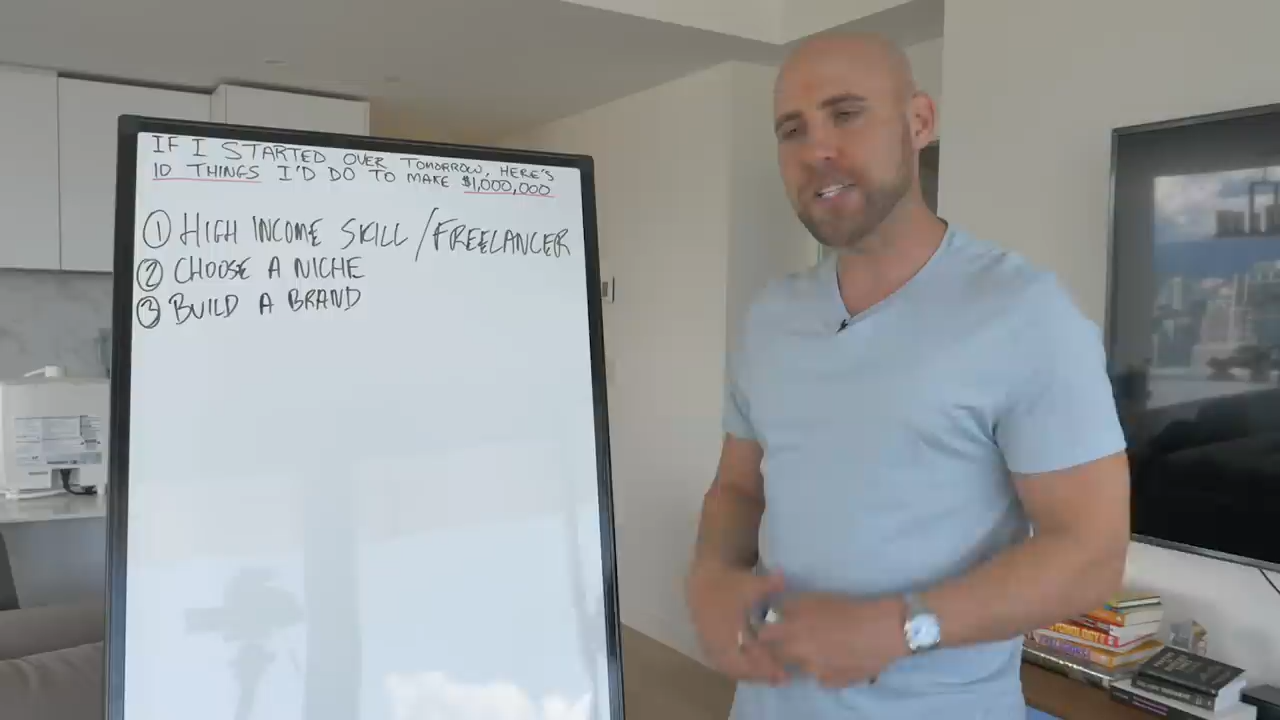 IF I STARTED OVER TOMORROW, HERE'S
10 THINGS I'D DO TO MAKE $1,000,000
① HIGH INCOME SKILL/FREELANCER
② CHOOSE A NICHE
③ BUILD A BRAND